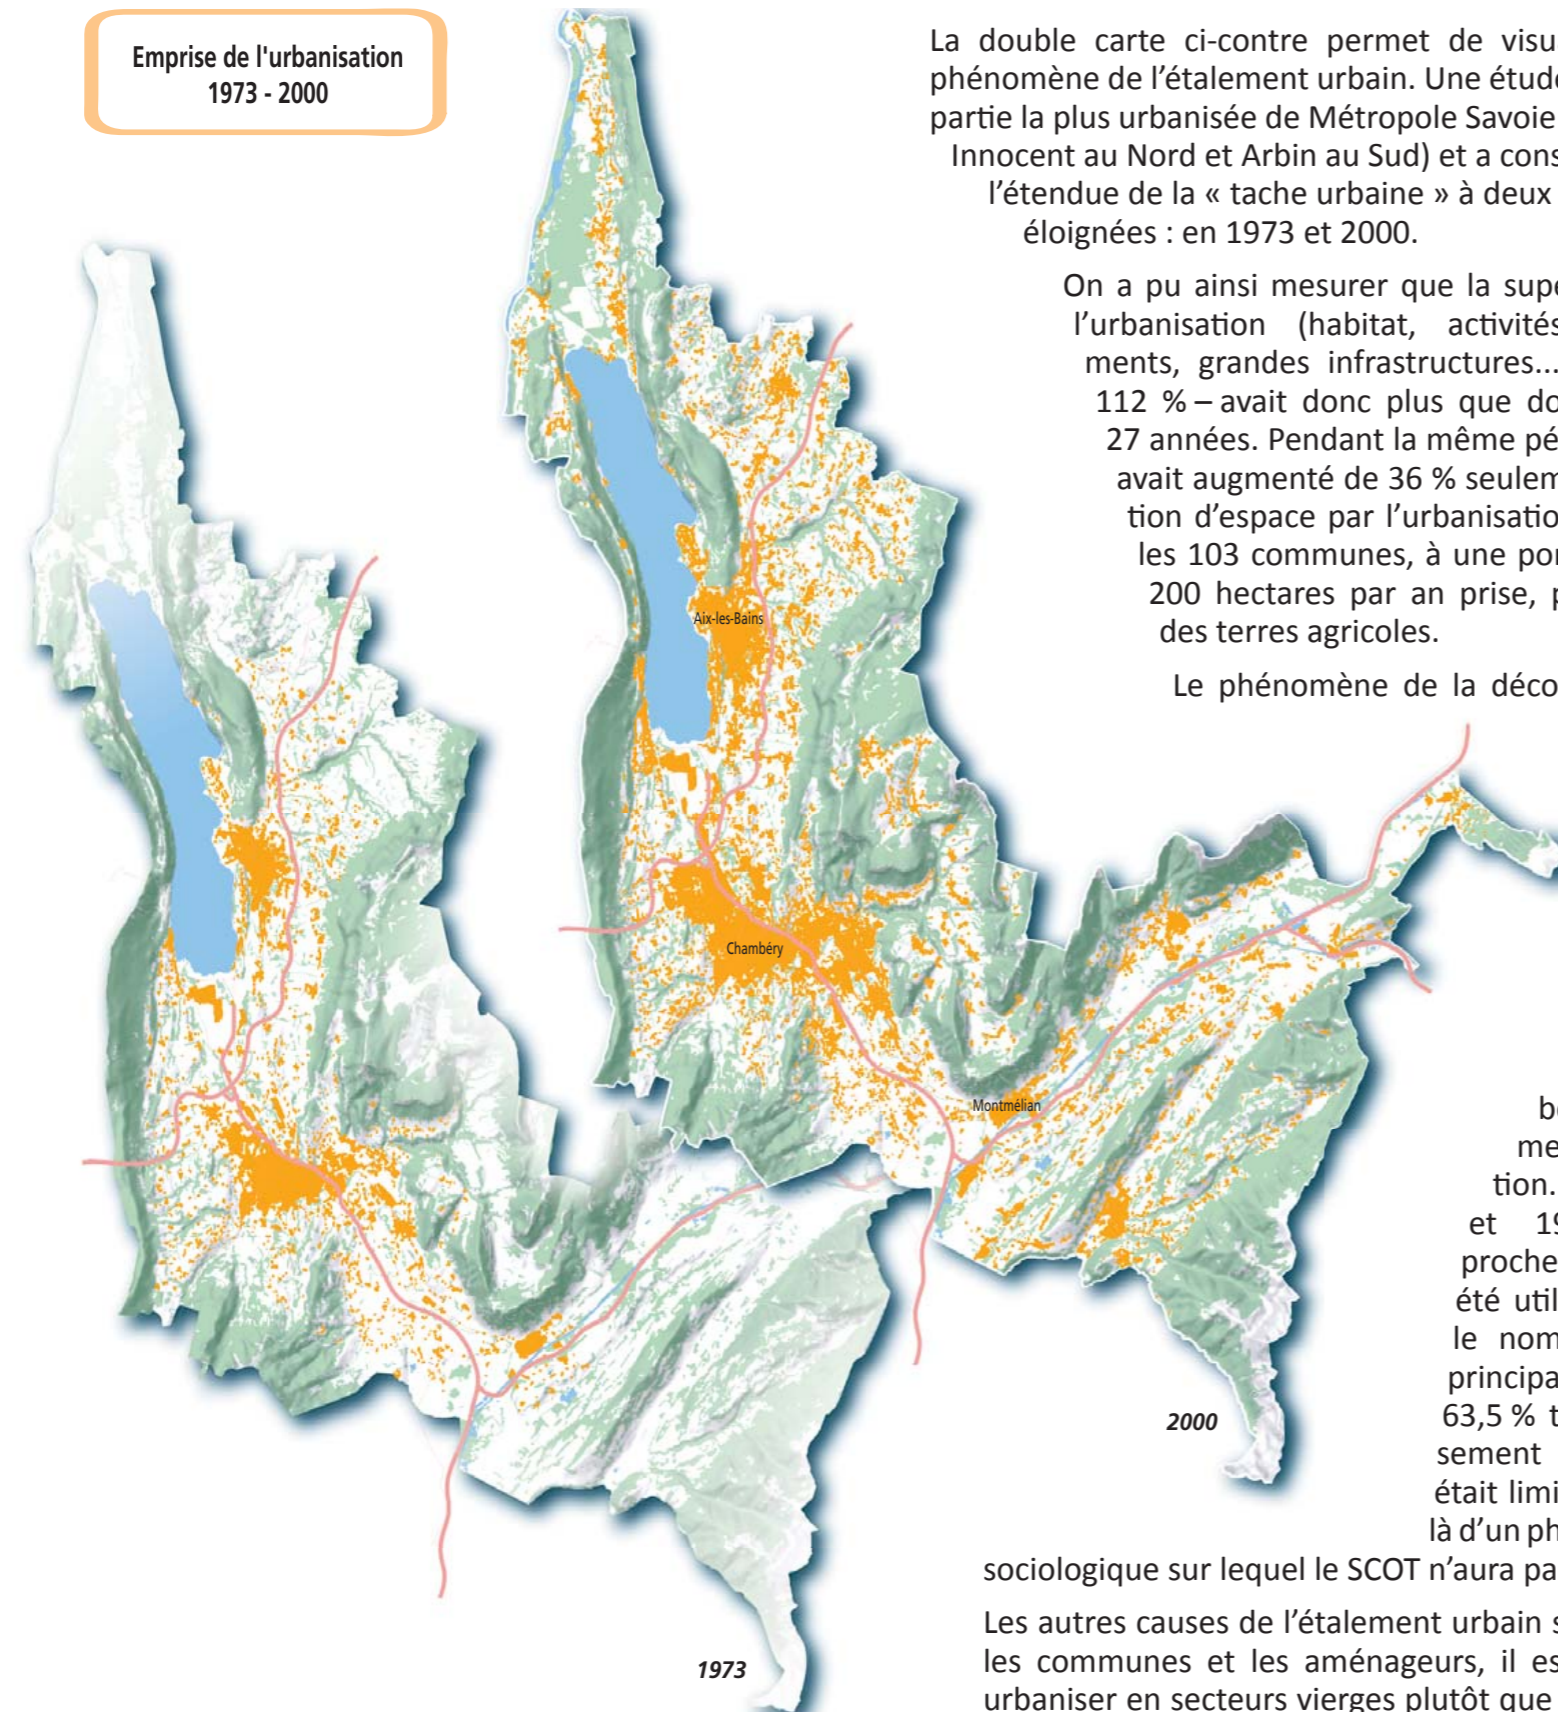 Emprise de l'urbanisation
1973 - 2000
La double carte ci-contre permet de visu
phénomène de l’étalement urbain. Une étude
partie la plus urbanisée de Métropole Savoie
Innocent au Nord et Arbin au Sud) et a cons
l’étendue de la « tache urbaine » à deux
éloignées : en 1973 et 2000.
On a pu ainsi mesurer que la supe
l’urbanisation (habitat, activités
ments, grandes infrastructures...
112 % – avait donc plus que do
27 années. Pendant la même pé
avait augmenté de 36 % seulem
tion d’espace par l’urbanisatio
les 103 communes, à une por
200 hectares par an prise, p
des terres agricoles.
Le phénomène de la déco
Aix-les-Bains
Chambéry
Montmélian
be
me
tion.
et 19
proche
été util
le nom
principa
63,5 % t
sement
était limi
là d’un ph
sociologique sur lequel le SCOT n’aura pa
Les autres causes de l’étalement urbain s
les communes et les aménageurs, il es
urbaniser en secteurs vierges plutôt que
2000
1973